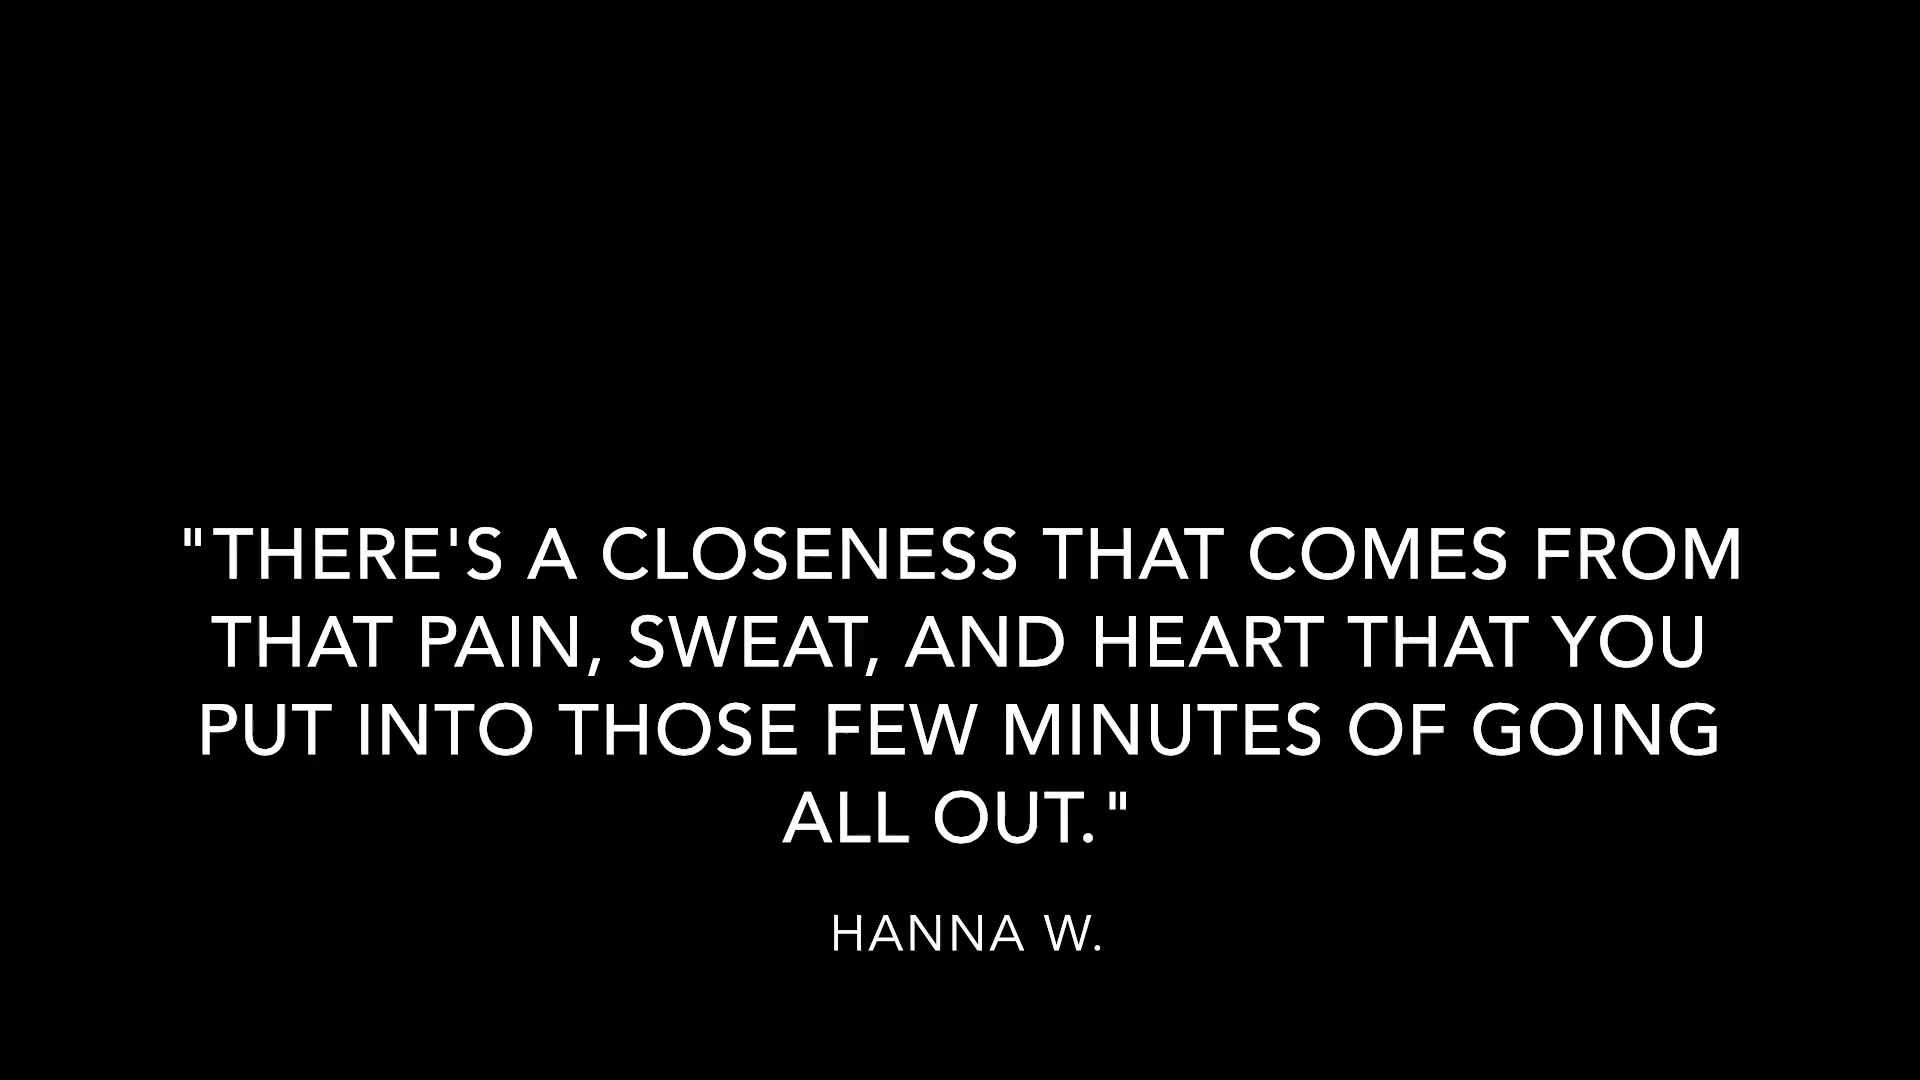 "THERE'S A CLOSENESS THAT COMES FROM
THAT PAIN, SWEAT, AND HEART THAT YOU
PUT INTO THOSE FEW MINUTES OF GOING
ALL OUT."
HANNA W.